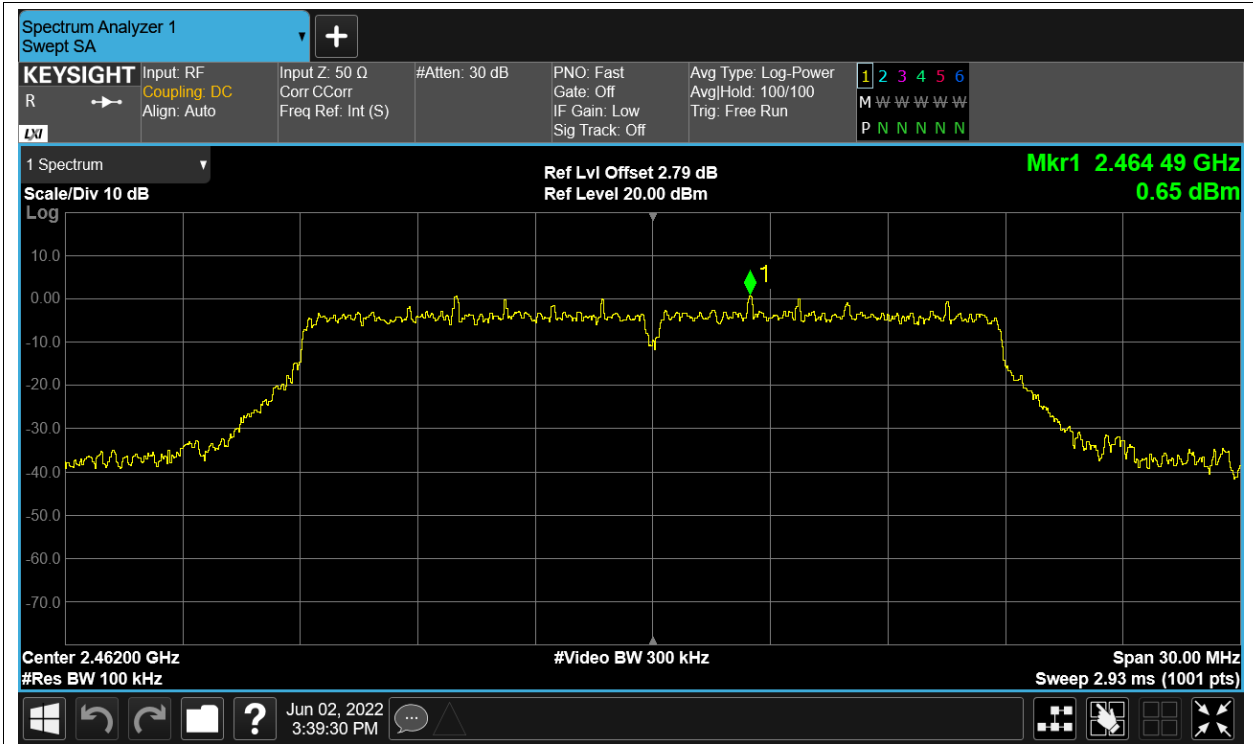 Spectrum Analyzer 1
Swept SA
KEYSIGHT
R
LXI
Input: RF
Coupling: DC
Align: Auto
Input Z: 50 Ω
Corr CCorr
Freq Ref: Int (S)
#Atten: 30 dB
PNO: Fast
Gate: Off
IF Gain: Low
Sig Track: Off
Avg Type: Log-Power
Avg|Hold: 100/100
Trig: Free Run
1 2 3 4 5 6
M W W W W W
P N N N N N
1 Spectrum
Scale/Div 10 dB
Log
Ref Lvl Offset 2.79 dB
Ref Level 20.00 dBm
Mkr1 2.464 49 GHz
0.65 dBm
10.0
0.00
-10.0
-20.0
-30.0
-40.0
-50.0
-60.0
-70.0
1
Center 2.46200 GHz
#Res BW 100 kHz
#Video BW 300 kHz
Span 30.00 MHz
Sweep 2.93 ms (1001 pts)
?
Jun 02, 2022
3:39:30 PM